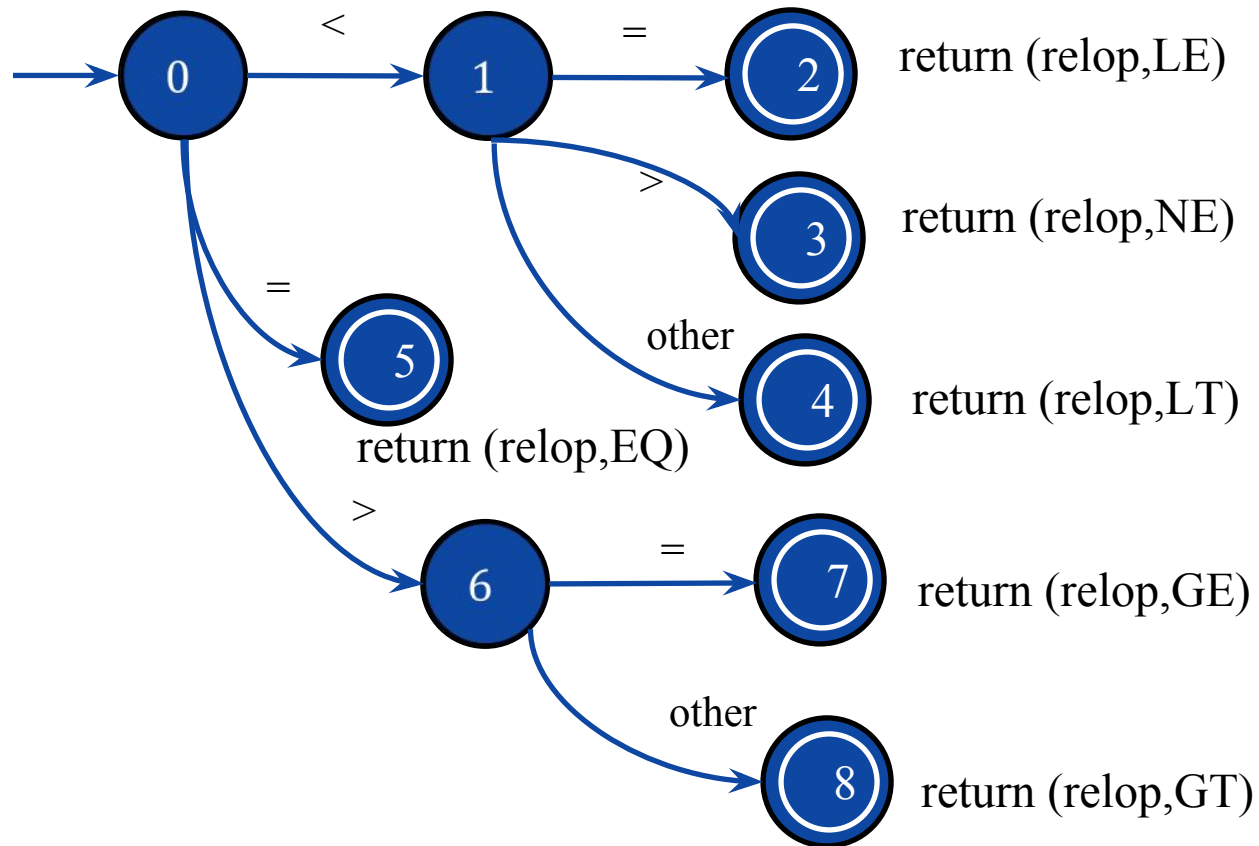 <
=
0
1
2
return (relop,LE)
>
3
return (relop,NE)
=
5
other
4
return (relop,LT)
return (relop,EQ)
>
6
=
7
return (relop,GE)
other
8
return (relop,GT)